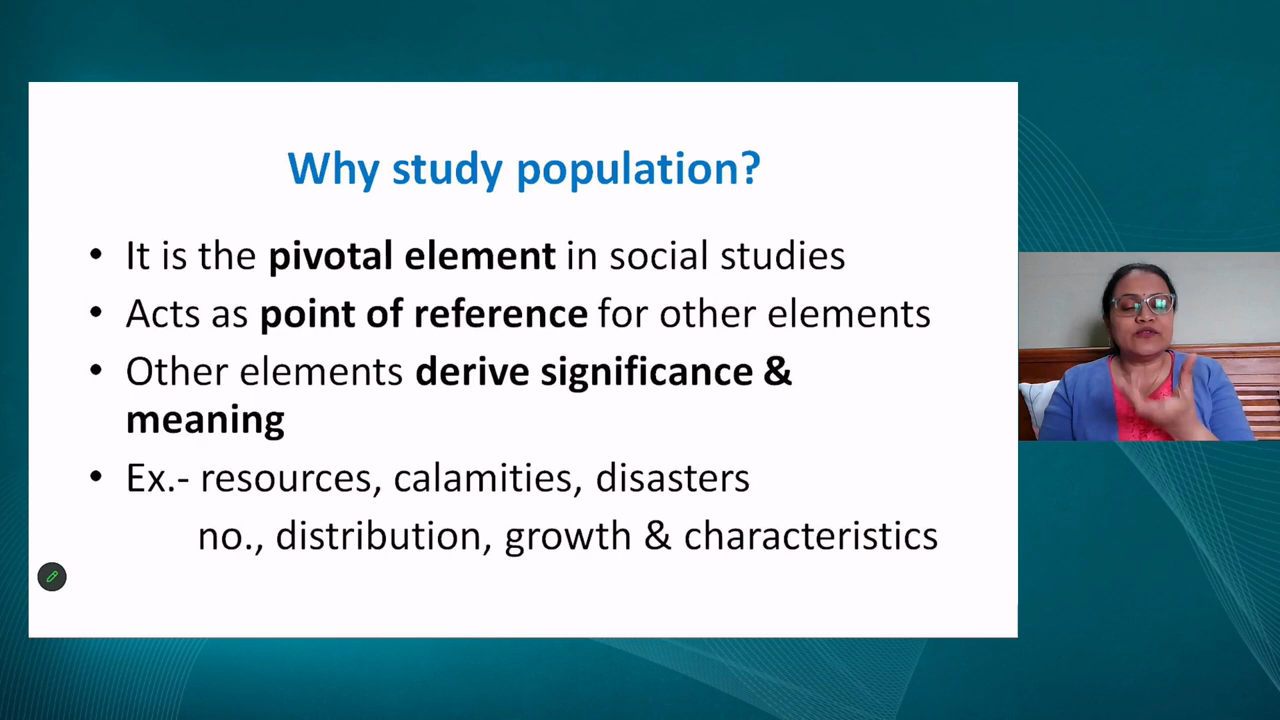 Why study population?
• It is the pivotal element in social studies
• Acts as point of reference for other elements
• Other elements derive significance &
meaning
• Ex.- resources, calamities, disasters
no., distribution, growth & characteristics